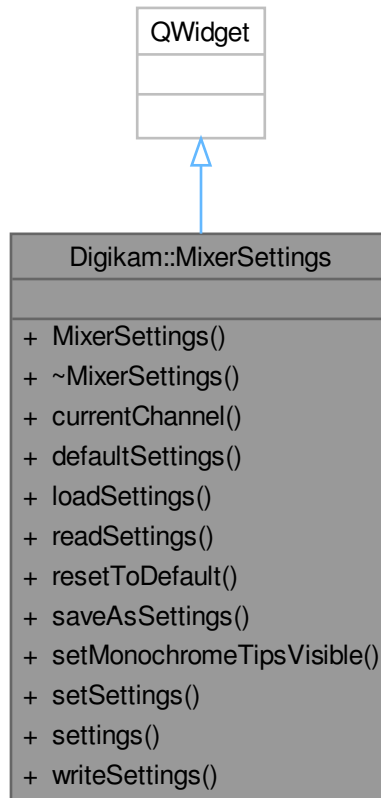 QWidget
Digikam::MixerSettings
+ MixerSettings()
+ ~MixerSettings()
+ currentChannel()
+ defaultSettings()
+ loadSettings()
+ readSettings()
+ resetToDefault()
+ saveAsSettings()
+ setMonochromeTipsVisible()
+ setSettings()
+ settings()
+ writeSettings()